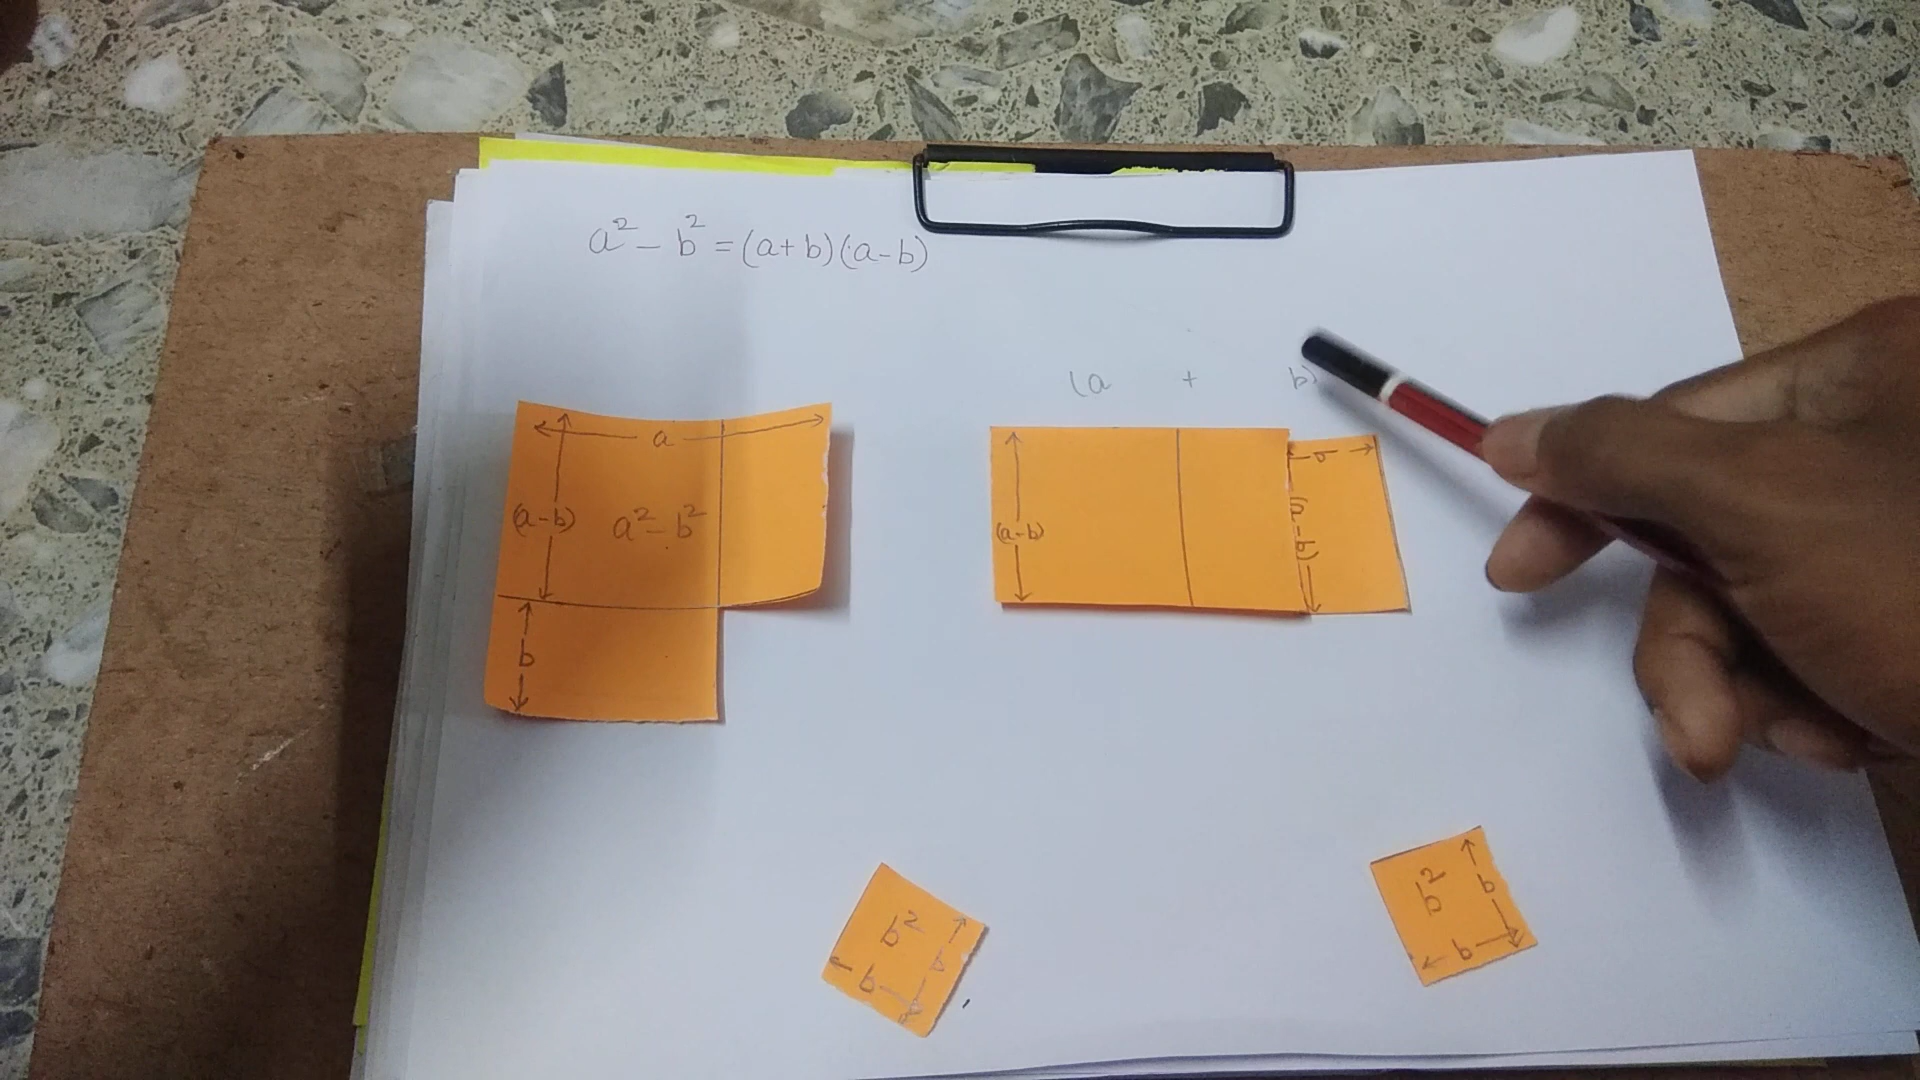 a² - b² = (a+b)(a-b)
(a + b)
a
(a-b)
a² - b²
b
(a-b)
b
(a-b)
b²
b
b
b²
b
b